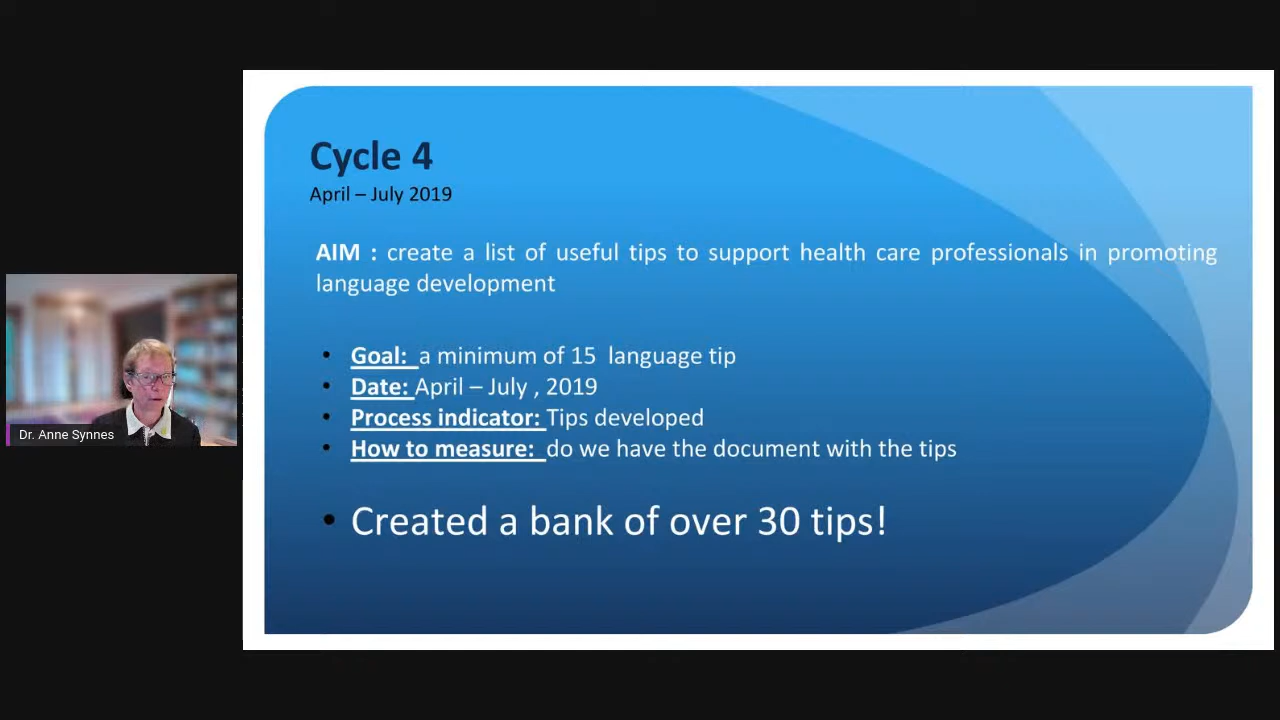 Cycle 4
April – July 2019
AIM : create a list of useful tips to support health care professionals in promoting
language development
• Goal: a minimum of 15 language tip
• Date: April – July , 2019
• Process indicator: Tips developed
• How to measure: do we have the document with the tips
• Created a bank of over 30 tips!
Dr. Anne Synnes